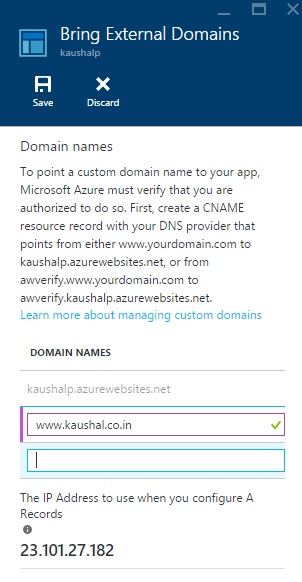 Bring External Domains
kaushalp
Save Discard
Domain names
To point a custom domain name to your app,
Microsoft Azure must verify that you are
authorized to do so. First, create a CNAME
resource record with your DNS provider that
points from either www.yourdomain.com to
kaushalp.azurewebsites.net, or from
awverify.www.yourdomain.com to
awverify.kaushalp.azurewebsites.net.
Learn more about managing custom domains
DOMAIN NAMES
kaushalp.azurewebsites.net
www.kaushal.co.in
The IP Address to use when you configure A
Records
23.101.27.182